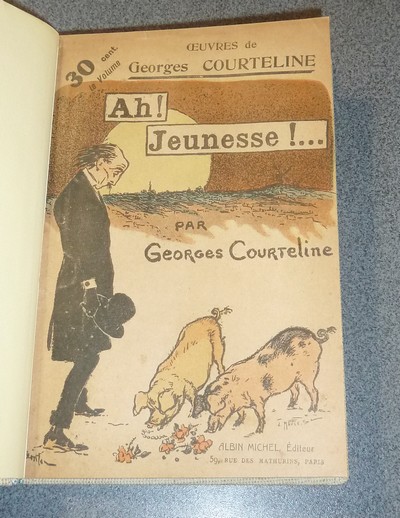 30 cent.
le volume
ŒUVRES de
Georges COURTELINE
Ah!
Jeunesse!...
PAR
Georges Courteline
ALBIN MICHEL, Éditeur
59, RUE DES MATHURINS, PARIS